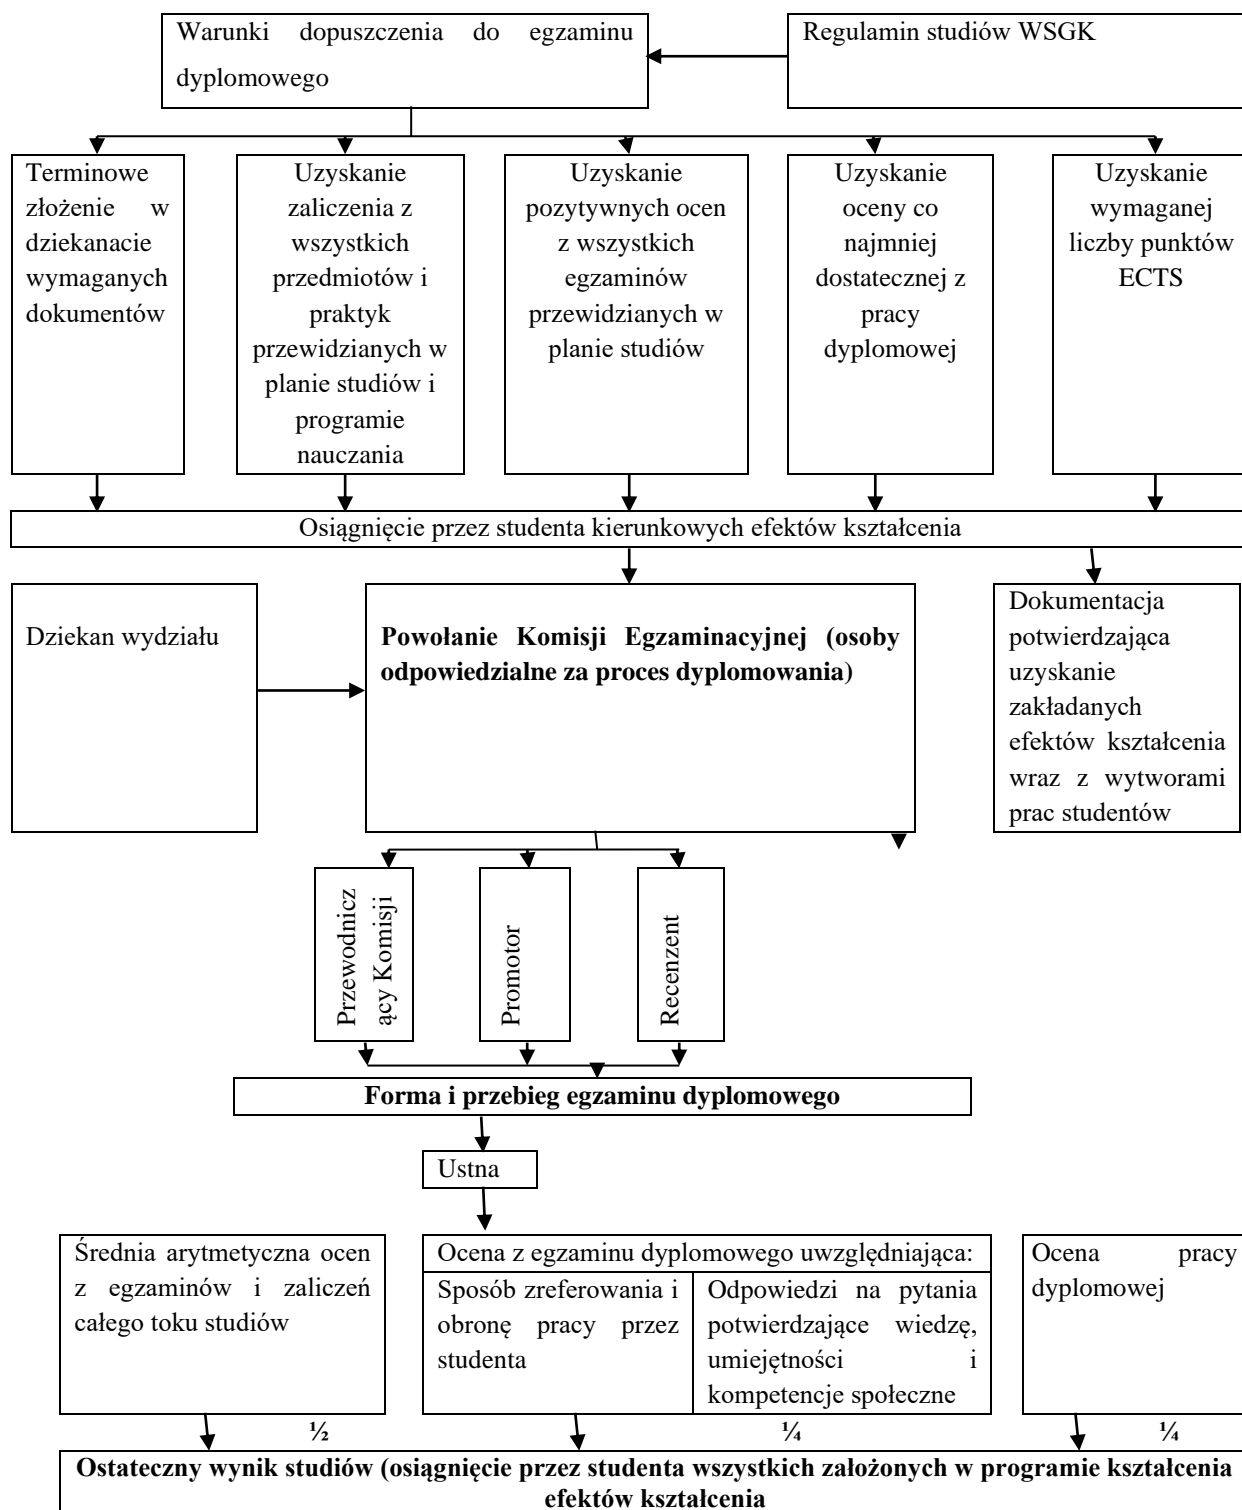 Warunki dopuszczenia do egzaminu
dyplomowego
Regulamin studiów WSGK
Terminowe
złożenie w
dziekanacie
wymaganych
dokumentów
Uzyskanie
zaliczenia z
wszystkich
przedmiotów i
praktyk
przewidzianych w
planie studiów i
programie
nauczania
Uzyskanie
pozytywnych ocen
z wszystkich
egzaminów
przewidzianych w
planie studiów
Uzyskanie
oceny co
najmniej
dostatecznej z
pracy
dyplomowej
Uzyskanie
wymaganej
liczby punktów
ECTS
Osiągnięcie przez studenta kierunkowych efektów kształcenia
Dziekan wydziału
Powołanie Komisji Egzaminacyjnej (osoby
odpowiedzialne za proces dyplomowania)
Dokumentacja
potwierdzająca
uzyskanie
zakładanych
efektów kształcenia
wraz z wytworami
prac studentów
Przewodnicz
ący Komisji
Promotor
Recenzent
Forma i przebieg egzaminu dyplomowego
Ustna
Średnia arytmetyczna ocen
z egzaminów i zaliczeń
całego toku studiów
Ocena z egzaminu dyplomowego uwzględniająca:
Sposób zreferowania i
obronę pracy przez
studenta
Odpowiedzi na pytania
potwierdzające wiedzę,
umiejętności i
kompetencje społeczne
Ocena pracy
dyplomowej
½
¼
¼
Ostateczny wynik studiów (osiągnięcie przez studenta wszystkich założonych w programie kształcenia
efektów kształcenia